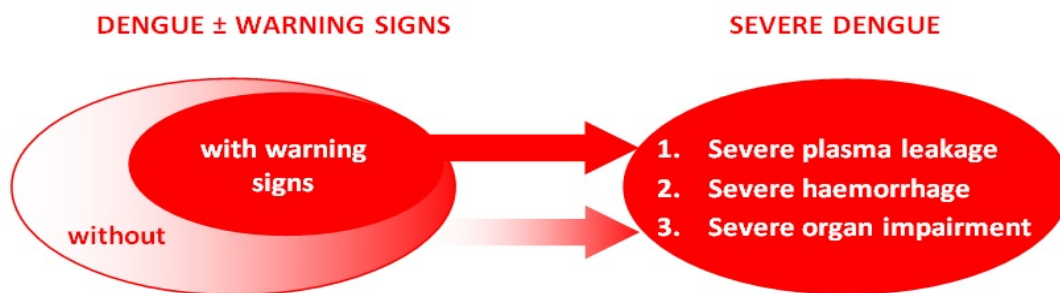 DENGUE ± WARNING SIGNS
SEVERE DENGUE
with warning
signs
without
1. Severe plasma leakage
2. Severe haemorrhage
3. Severe organ impairment